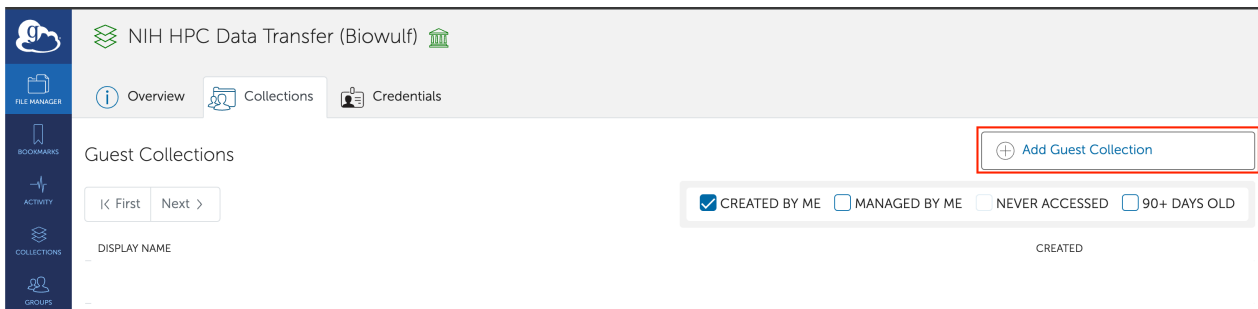 NIH HPC Data Transfer (Biowulf)
FILE MANAGER
Overview
Collections
Credentials
BOOKMARKS
Guest Collections
Add Guest Collection
ACTIVITY
First
Next
CREATED BY ME
MANAGED BY ME
NEVER ACCESSED
90+ DAYS OLD
COLLECTIONS
DISPLAY NAME
CREATED
GROUPS